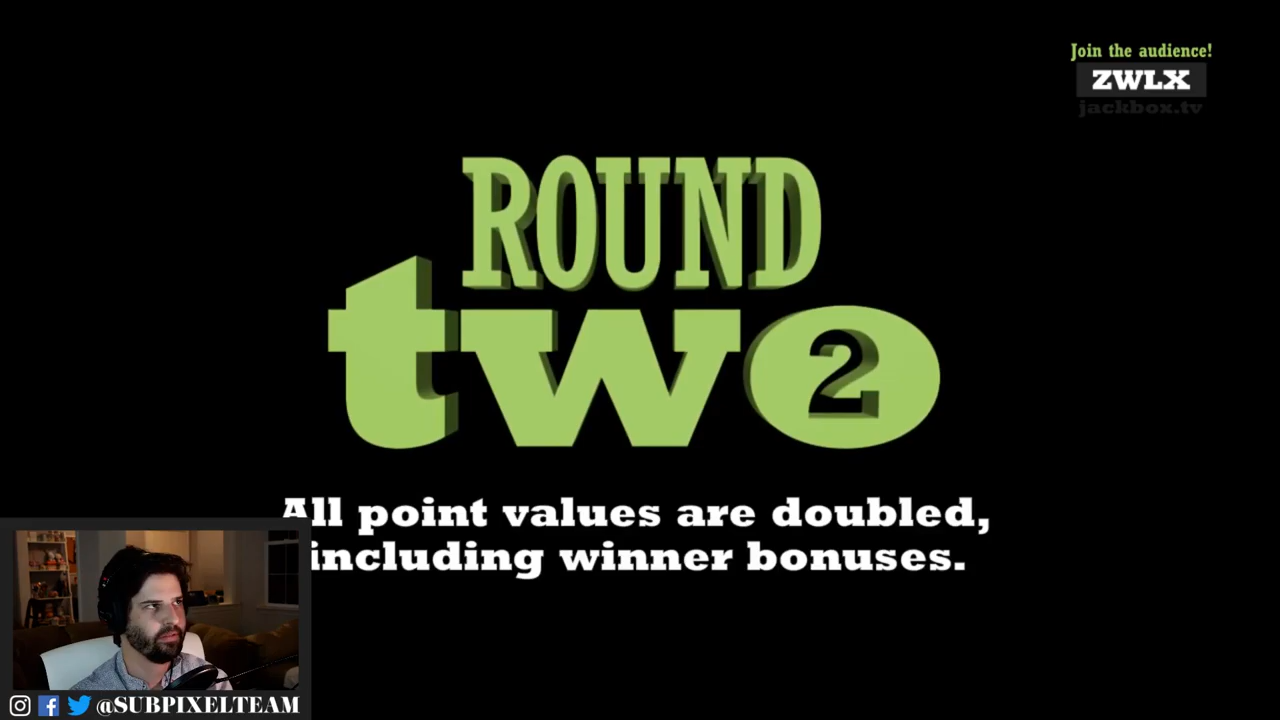 Join the audience!
ZWLX
jackbox.tv
ROUND
two
2
All point values are doubled,
including winner bonuses.
@SUBPIXELTEAM